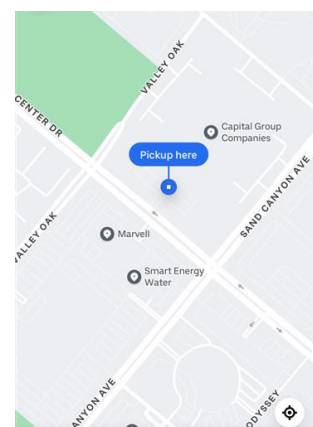 VALLEY OAK
CENTER DR
Capital Group
Companies
Pickup here
SAND CANYON AVE
VALLEY OAK
Marvell
Smart Energy
Water
ANYON AVE
ODYSSEY